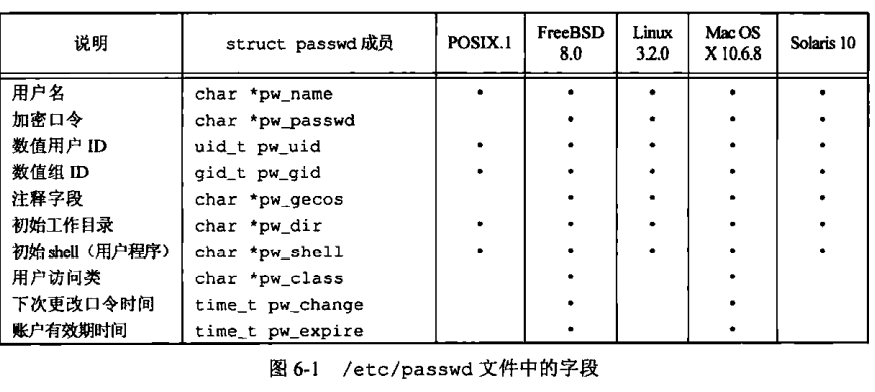 说明 struct passwd 成员 POSIX.1 FreeBSD 8.0 Linux 3.2.0 Mac OS X 10.6.8 Solaris 10
用户名 char *pw_name • • • • •
加密口令 char *pw_passwd • • • •
数值用户 ID uid_t pw_uid • • • • •
数值组 ID gid_t pw_gid • • • • •
注释字段 char *pw_gecos • • • •
初始工作目录 char *pw_dir • • • • •
初始 shell（用户程序） char *pw_shell • • • • •
用户访问类 char *pw_class • •
下次更改口令时间 time_t pw_change • •
账户有效期时间 time_t pw_expire • •
图 6-1 /etc/passwd 文件中的字段